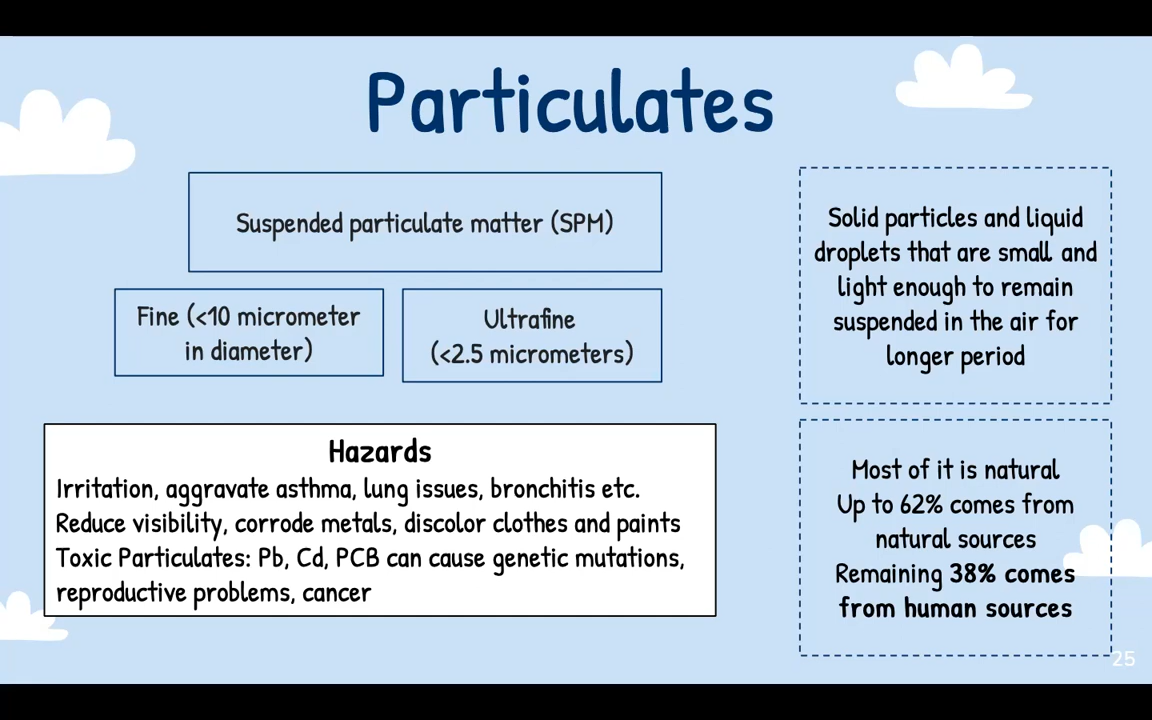 Particulates
Suspended particulate matter (SPM)
Fine (<10 micrometer
in diameter)
Ultrafine
(<2.5 micrometers)
Hazards
Irritation, aggravate asthma, lung issues, bronchitis etc.
Reduce visibility, corrode metals, discolor clothes and paints
Toxic Particulates: Pb, Cd, PCB can cause genetic mutations,
reproductive problems, cancer
Solid particles and liquid
droplets that are small and
light enough to remain
suspended in the air for
longer period
Most of it is natural
Up to 62% comes from
natural sources
Remaining 38% comes
from human sources
25